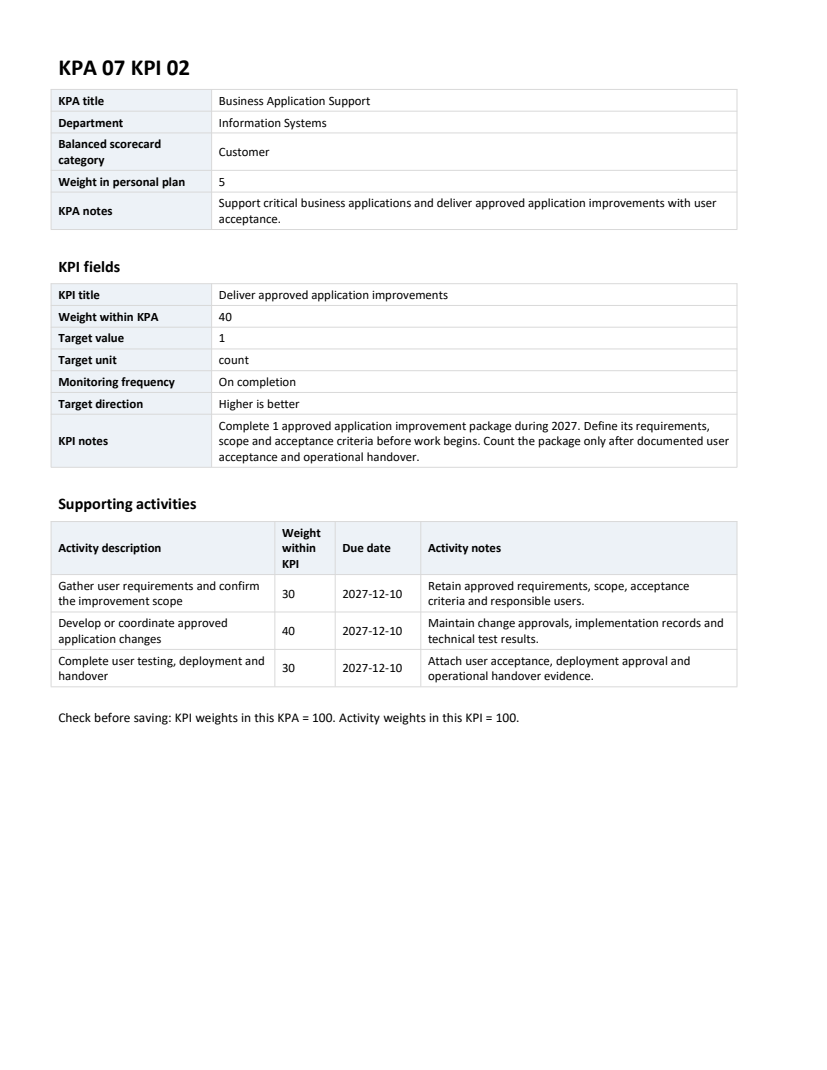 KPA 07 KPI 02
KPA title Business Application Support
Department Information Systems
Balanced scorecard
category Customer
Weight in personal plan 5
KPA notes Support critical business applications and deliver approved application improvements with user
acceptance.
KPI fields
KPI title Deliver approved application improvements
Weight within KPA 40
Target value 1
Target unit count
Monitoring frequency On completion
Target direction Higher is better
KPI notes Complete 1 approved application improvement package during 2027. Define its requirements,
scope and acceptance criteria before work begins. Count the package only after documented user
acceptance and operational handover.
Supporting activities
Activity description Weight
within
KPI Due date Activity notes
Gather user requirements and confirm
the improvement scope 30 2027-12-10 Retain approved requirements, scope, acceptance
criteria and responsible users.
Develop or coordinate approved
application changes 40 2027-12-10 Maintain change approvals, implementation records and
technical test results.
Complete user testing, deployment and
handover 30 2027-12-10 Attach user acceptance, deployment approval and
operational handover evidence.
Check before saving: KPI weights in this KPA = 100. Activity weights in this KPI = 100.